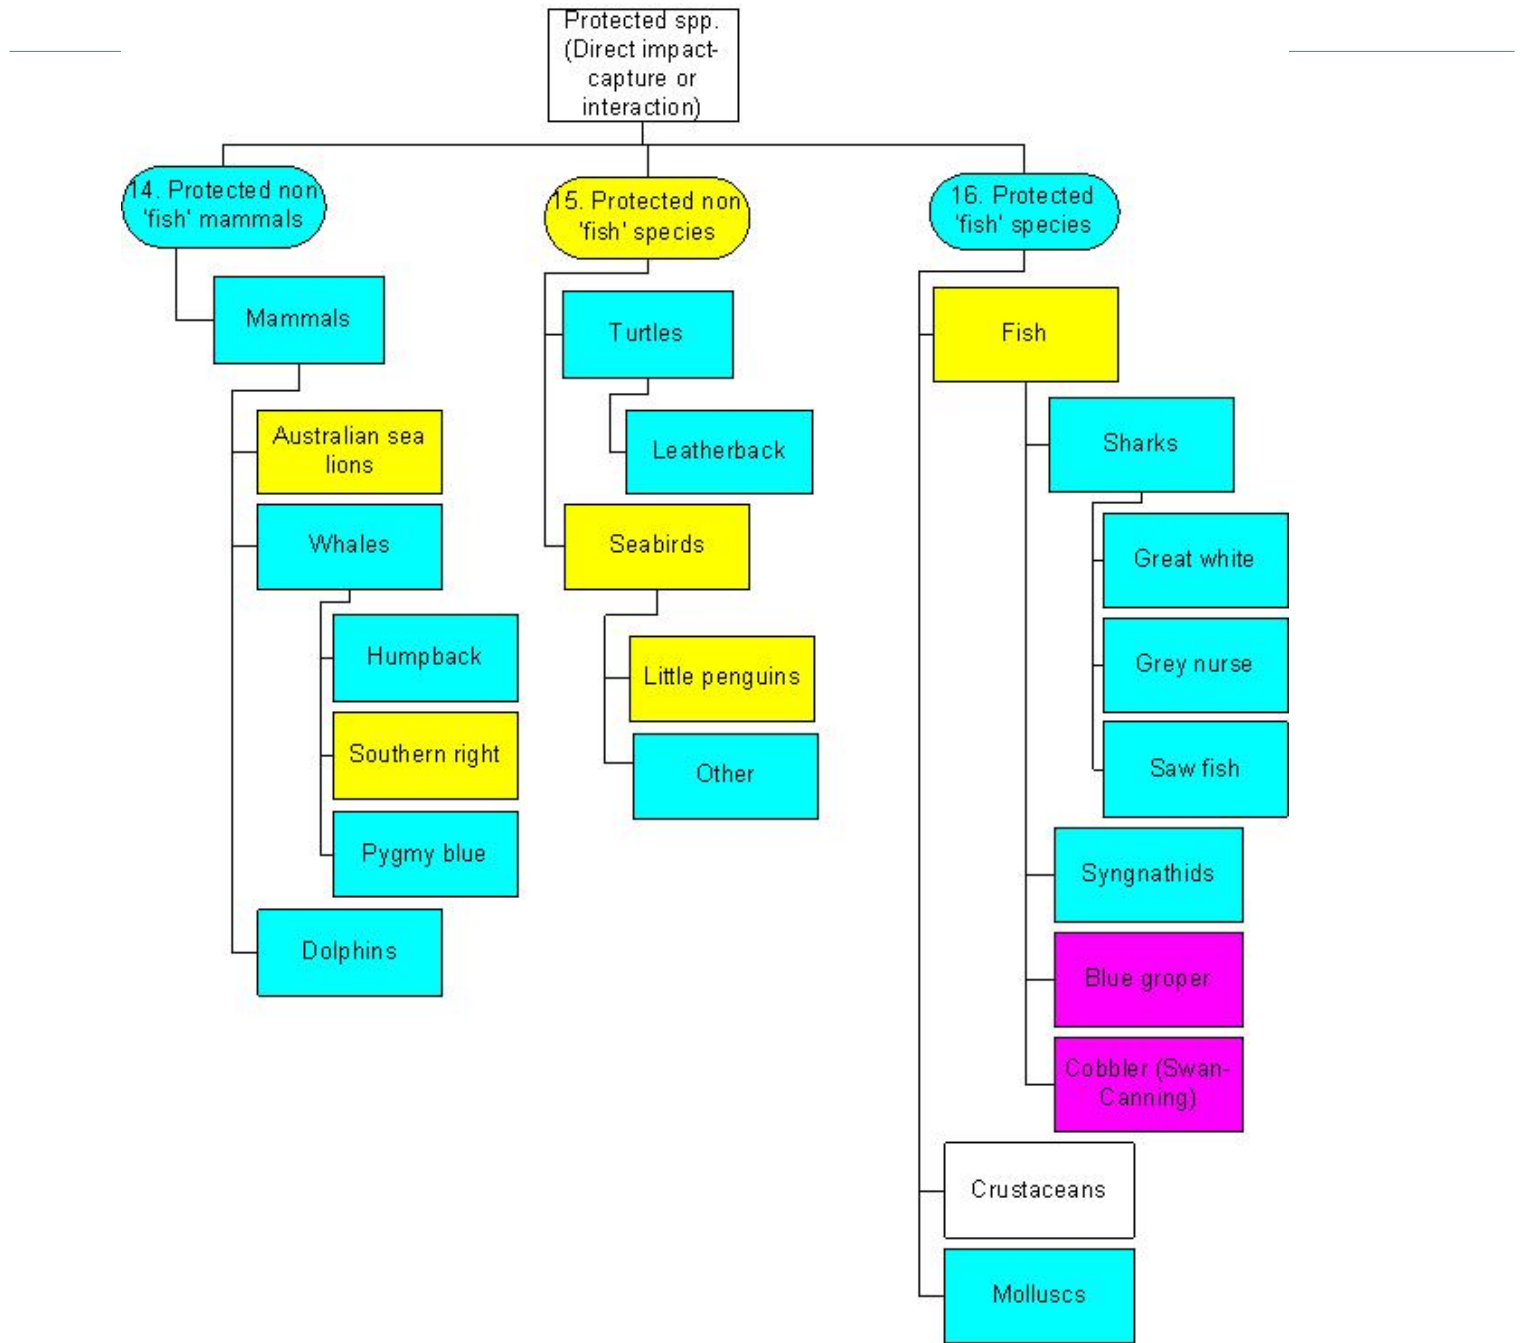 Protected spp.
(Direct impact-
capture or
interaction)
14. Protected non
'fish' mammals
Mammals
Australian sea
lions
Whales
Humpback
Southern right
Pygmy blue
Dolphins
15. Protected non
'fish' species
Turtles
Leatherback
Seabirds
Little penguins
Other
16. Protected
'fish' species
Fish
Sharks
Great white
Grey nurse
Saw fish
Syngnathids
Blue groper
Cobbler (Swan-
Canning)
Crustaceans
Molluscs